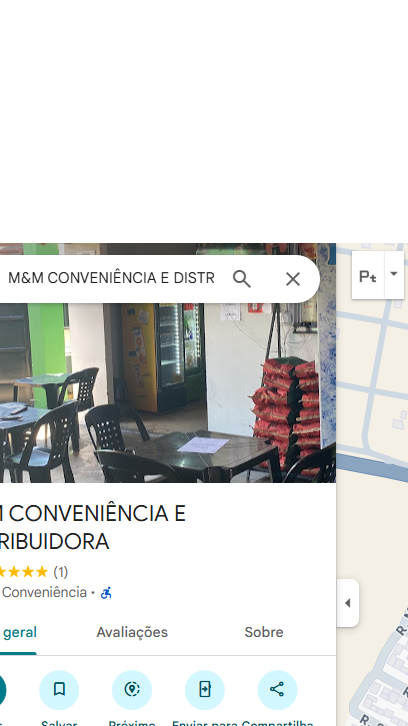 M&M CONVENIÊNCIA E DISTR
Pt
M CONVENIÊNCIA E
RIBUIDORA
(1)
Conveniência
geral
Avaliações
Sobre
Salvar
Próximo
Enviar para
Compartilha
R.
R.